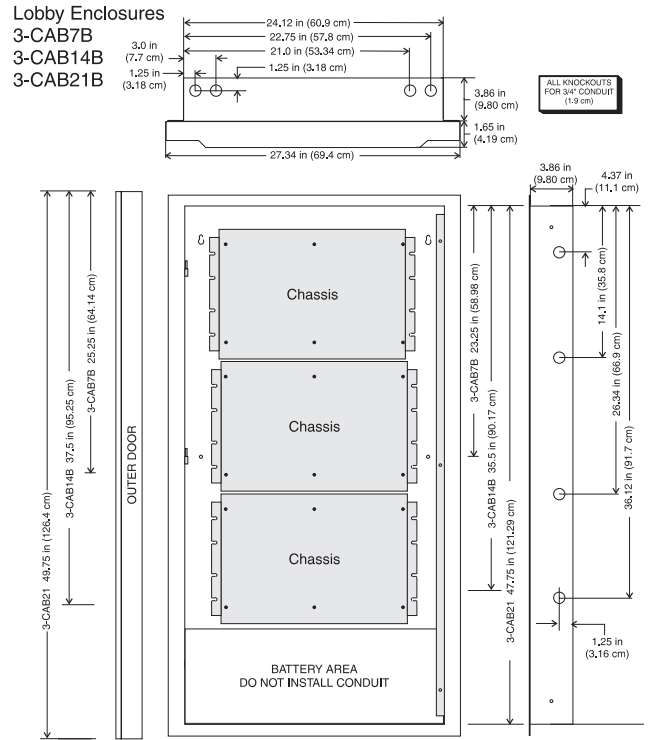 Lobby Enclosures
3-CAB7B
3-CAB14B
3-CAB21B
24.12 in (60.9 cm)
22.75 in (57.8 cm)
21.0 in (53.34 cm)
3.0 in
(7.7 cm)
1.25 in
(3.18 cm)
1.25 in (3.18 cm)
3.86 in
(9.80 cm)
1.65 in
(4.19 cm)
27.34 in (69.4 cm)
ALL KNOCKOUTS
FOR 3/4" CONDUIT
(1.9 cm)
3-CAB21 49.75 in (126.4 cm)
3-CAB14B 37.5 in (95.25 cm)
3-CAB7B 25.25 in (64.14 cm)
OUTER DOOR
Chassis
Chassis
Chassis
BATTERY AREA
DO NOT INSTALL CONDUIT
3-CAB7B 23.25 in (58.98 cm)
3-CAB14B 35.5 in (90.17 cm)
3-CAB21 47.75 in (121.29 cm)
3.86 in
(9.80 cm)
4.37 in
(11.1 cm)
14.1 in (35.8 cm)
26.34 in (66.9 cm)
36.12 in (91.7 cm)
1.25 in
(3.16 cm)